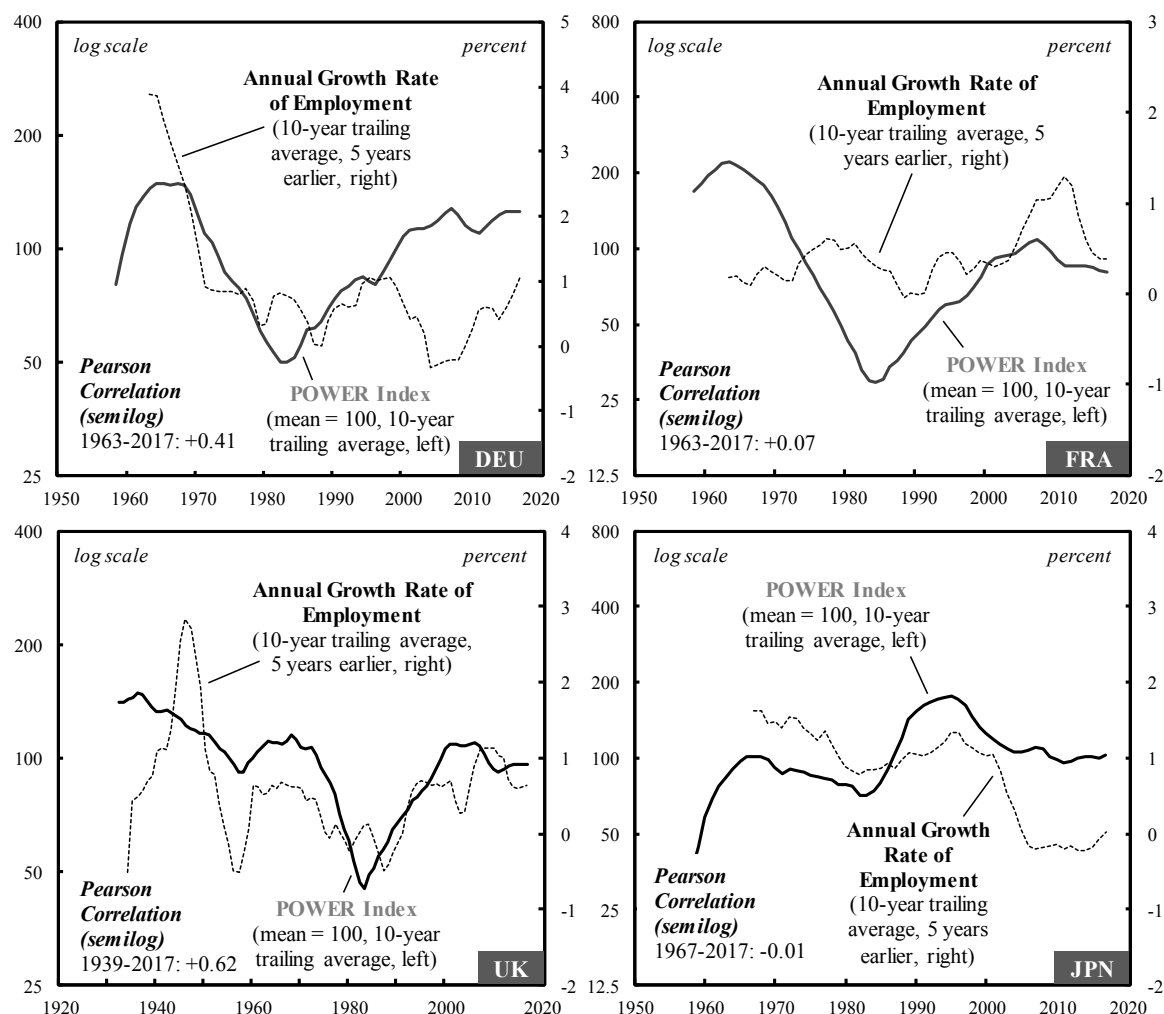 400
200
100
50
25
5
4
3
2
1
0
-1
-2
log scale
percent
Annual Growth Rate
of Employment
(10-year trailing
average, 5 years
earlier, right)
Pearson
Correlation
(semilog)
1963-2017: +0.41
POWER Index
(mean = 100, 10-year
trailing average, left)
DEU
1950 1960 1970 1980 1990 2000 2010 2020
800
400
200
100
50
25
12.5
3
2
1
0
-1
-2
log scale
percent
Annual Growth Rate of
Employment
(10-year trailing average, 5
years earlier, right)
Pearson
Correlation
(semilog)
1963-2017: +0.07
POWER Index
(mean = 100, 10-year
trailing average, left)
FRA
1950 1960 1970 1980 1990 2000 2010 2020
400
200
100
50
25
4
3
2
1
0
-1
-2
log scale
percent
Annual Growth Rate of
Employment
(10-year trailing average,
5 years earlier, right)
Pearson
Correlation
(semilog)
1939-2017: +0.62
POWER Index
(mean = 100, 10-year
trailing average, left)
UK
1920 1940 1960 1980 2000 2020
800
400
200
100
50
25
12.5
4
3
2
1
0
-1
-2
log scale
percent
POWER Index
(mean = 100, 10-year
trailing average, left)
Annual Growth
Rate of
Employment
(10-year trailing
average, 5 years
earlier, right)
Pearson
Correlation
(semilog)
1967-2017: -0.01
JPN
1950 1960 1970 1980 1990 2000 2010 2020